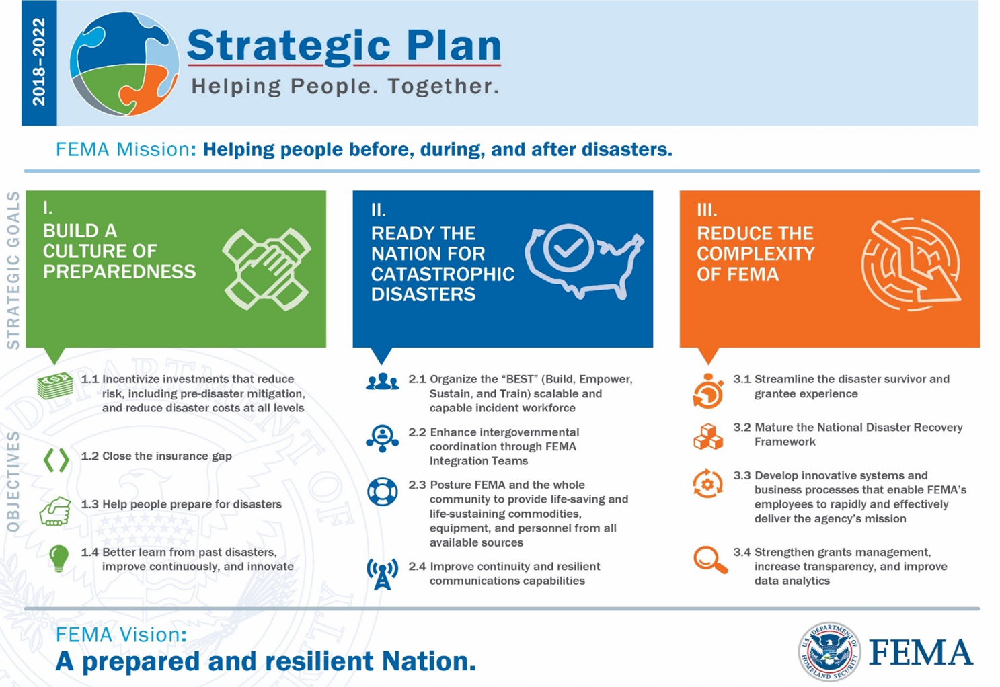 2018–2022
Strategic Plan
Helping People. Together.
FEMA Mission: Helping people before, during, and after disasters.
STRATEGIC GOALS
I.
BUILD A
CULTURE OF
PREPAREDNESS
II.
READY THE
NATION FOR
CATASTROPHIC
DISASTERS
III.
REDUCE THE
COMPLEXITY
OF FEMA
OBJECTIVES
1.1 Incentivize investments that reduce
risk, including pre-disaster mitigation,
and reduce disaster costs at all levels
1.2 Close the insurance gap
1.3 Help people prepare for disasters
1.4 Better learn from past disasters,
improve continuously, and innovate
2.1 Organize the “BEST” (Build, Empower,
Sustain, and Train) scalable and
capable incident workforce
2.2 Enhance intergovernmental
coordination through FEMA
Integration Teams
2.3 Posture FEMA and the whole
community to provide life-saving and
life-sustaining commodities,
equipment, and personnel from all
available sources
2.4 Improve continuity and resilient
communications capabilities
3.1 Streamline the disaster survivor and
grantee experience
3.2 Mature the National Disaster Recovery
Framework
3.3 Develop innovative systems and
business processes that enable FEMA’s
employees to rapidly and effectively
deliver the agency’s mission
3.4 Strengthen grants management,
increase transparency, and improve
data analytics
DEPARTMENT OF
FEMA Vision:
A prepared and resilient Nation.
U.S. DEPARTMENT OF
HOMELAND SECURITY
FEMA